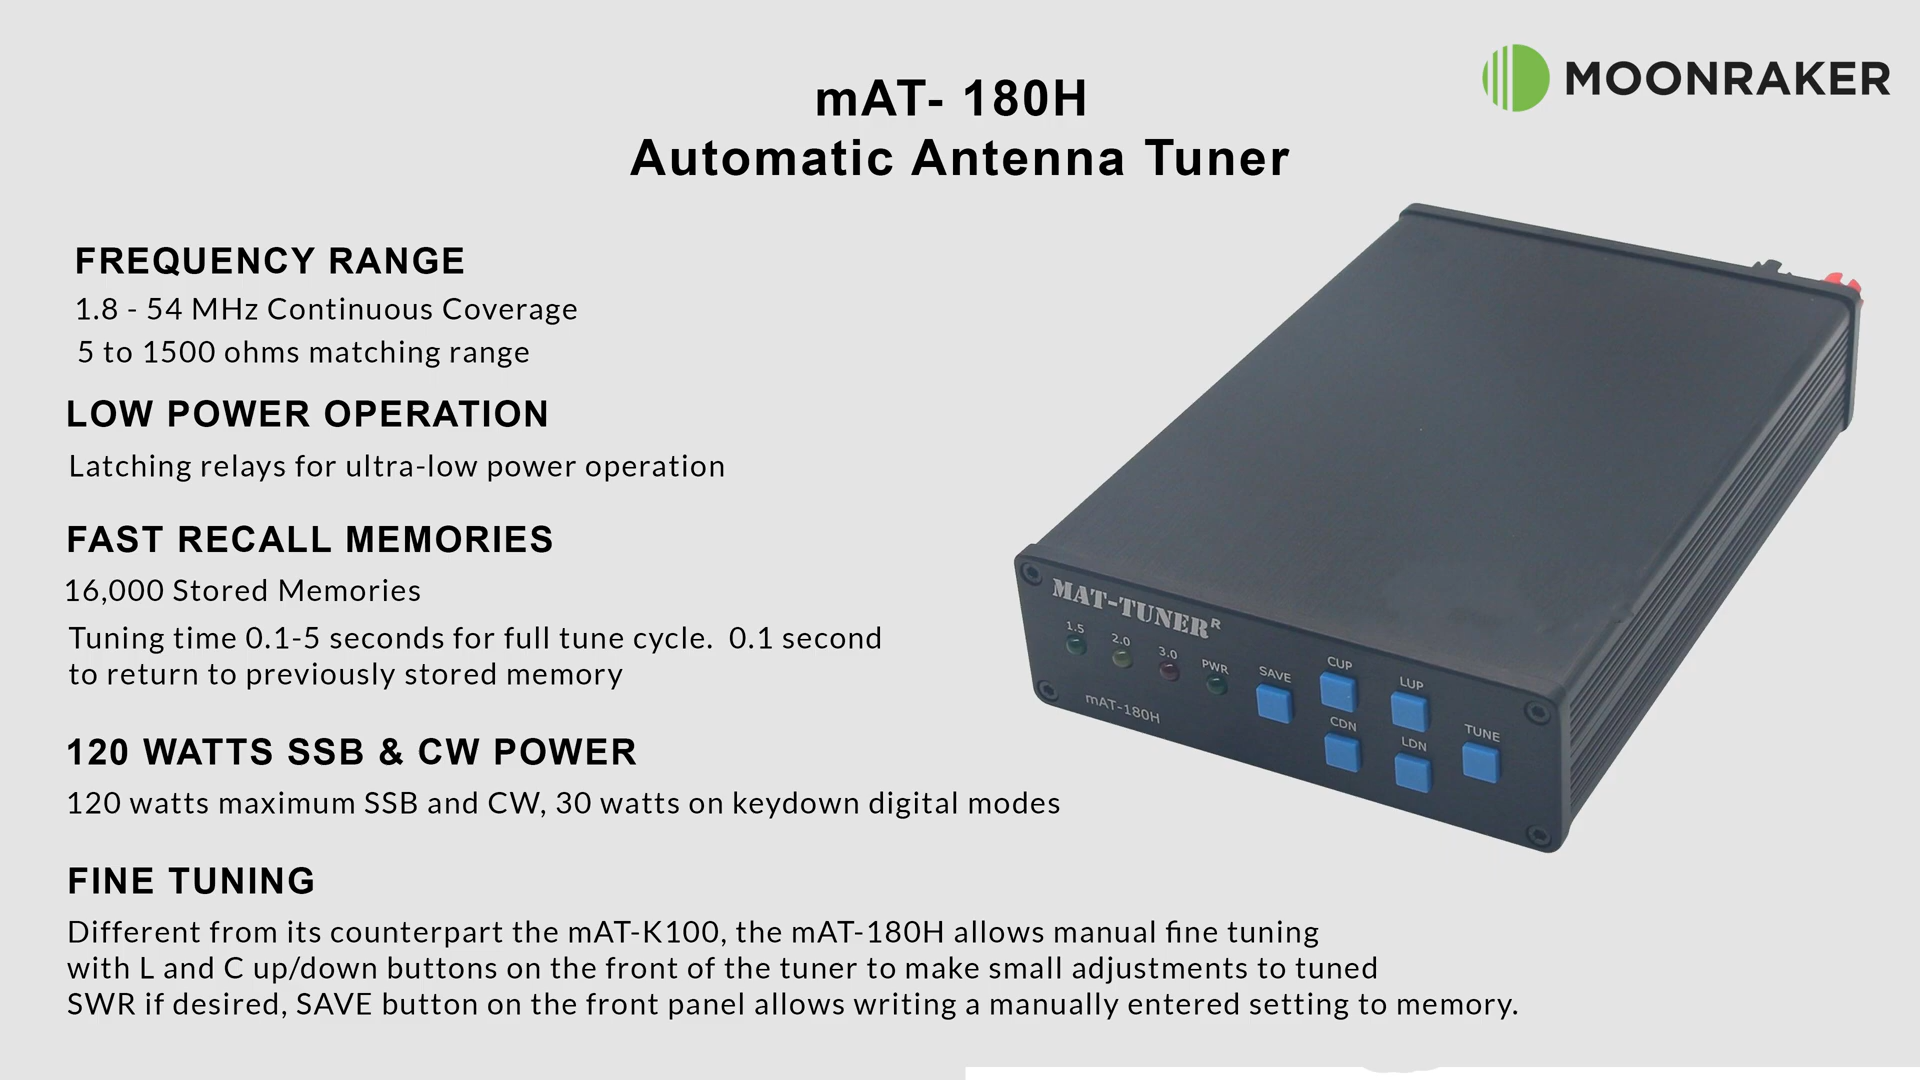 MOONRAKER
mAT- 180H
Automatic Antenna Tuner
FREQUENCY RANGE
1.8 - 54 MHz Continuous Coverage
5 to 1500 ohms matching range
LOW POWER OPERATION
Latching relays for ultra-low power operation
FAST RECALL MEMORIES
16,000 Stored Memories
Tuning time 0.1-5 seconds for full tune cycle.  0.1 second
to return to previously stored memory
120 WATTS SSB & CW POWER
120 watts maximum SSB and CW, 30 watts on keydown digital modes
FINE TUNING
Different from its counterpart the mAT-K100, the mAT-180H allows manual fine tuning
with L and C up/down buttons on the front of the tuner to make small adjustments to tuned
SWR if desired, SAVE button on the front panel allows writing a manually entered setting to memory.
MAT-TUNER R
1.5 2.0 3.0 PWR SAVE CUP LUP
CDN LDN TUNE
mAT-180H